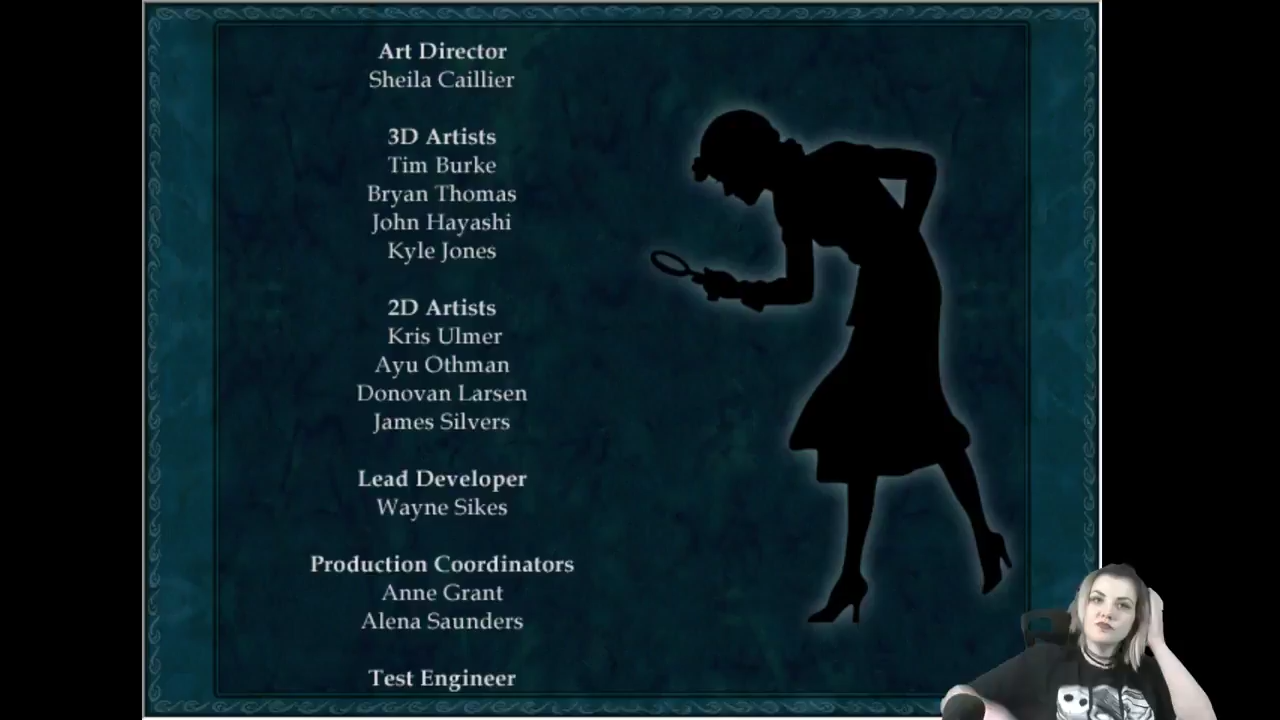 Art Director
Sheila Caillier
3D Artists
Tim Burke
Bryan Thomas
John Hayashi
Kyle Jones
2D Artists
Kris Ulmer
Ayu Othman
Donovan Larsen
James Silvers
Lead Developer
Wayne Sikes
Production Coordinators
Anne Grant
Alena Saunders
Test Engineer